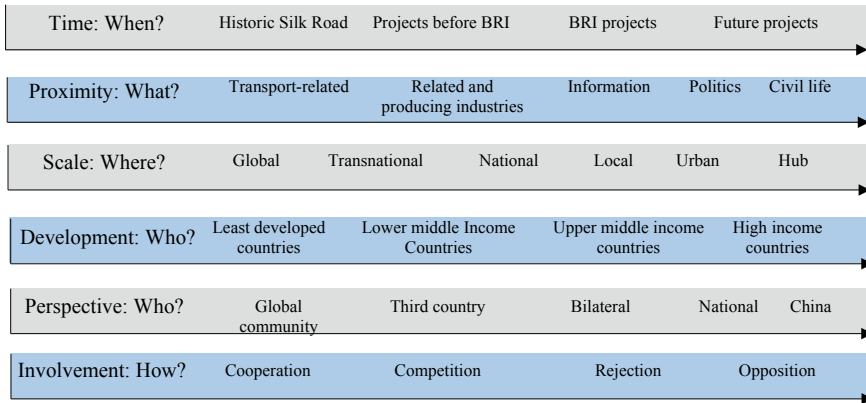 Time: When? Historic Silk Road Projects before BRI BRI projects Future projects
Proximity: What? Transport-related Related and Information Politics Civil life
producing industries
Scale: Where? Global Transnational National Local Urban Hub
Development: Who? Least developed Lower middle Income Upper middle income High income
countries Countries countries countries
Perspective: Who? Global Third country Bilateral National China
community
Involvement: How? Cooperation Competition Rejection Opposition